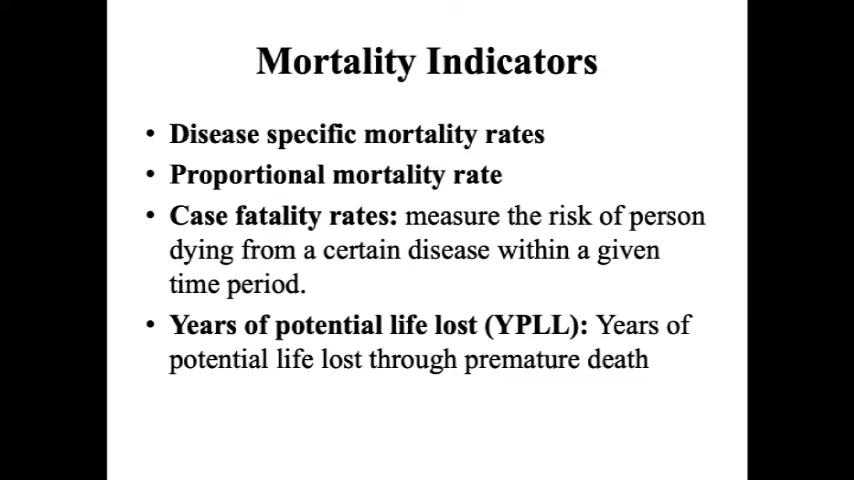 Mortality Indicators
• Disease specific mortality rates
• Proportional mortality rate
• Case fatality rates: measure the risk of person
dying from a certain disease within a given
time period.
• Years of potential life lost (YPLL): Years of
potential life lost through premature death